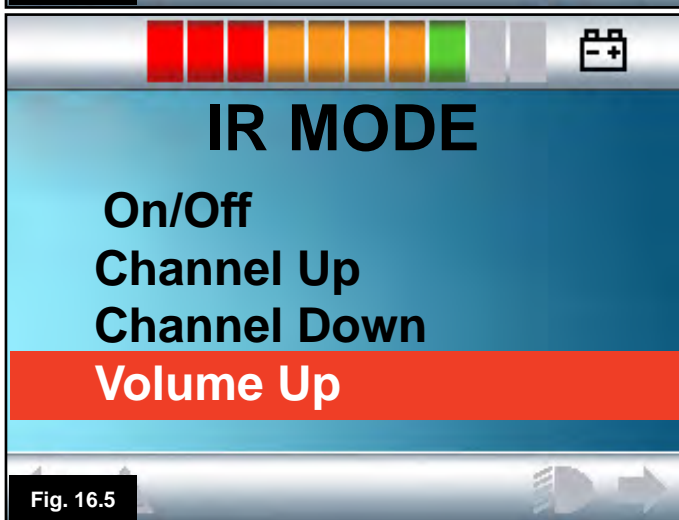 IR MODE
On/Off
Channel Up
Channel Down
Volume Up
Fig. 16.5